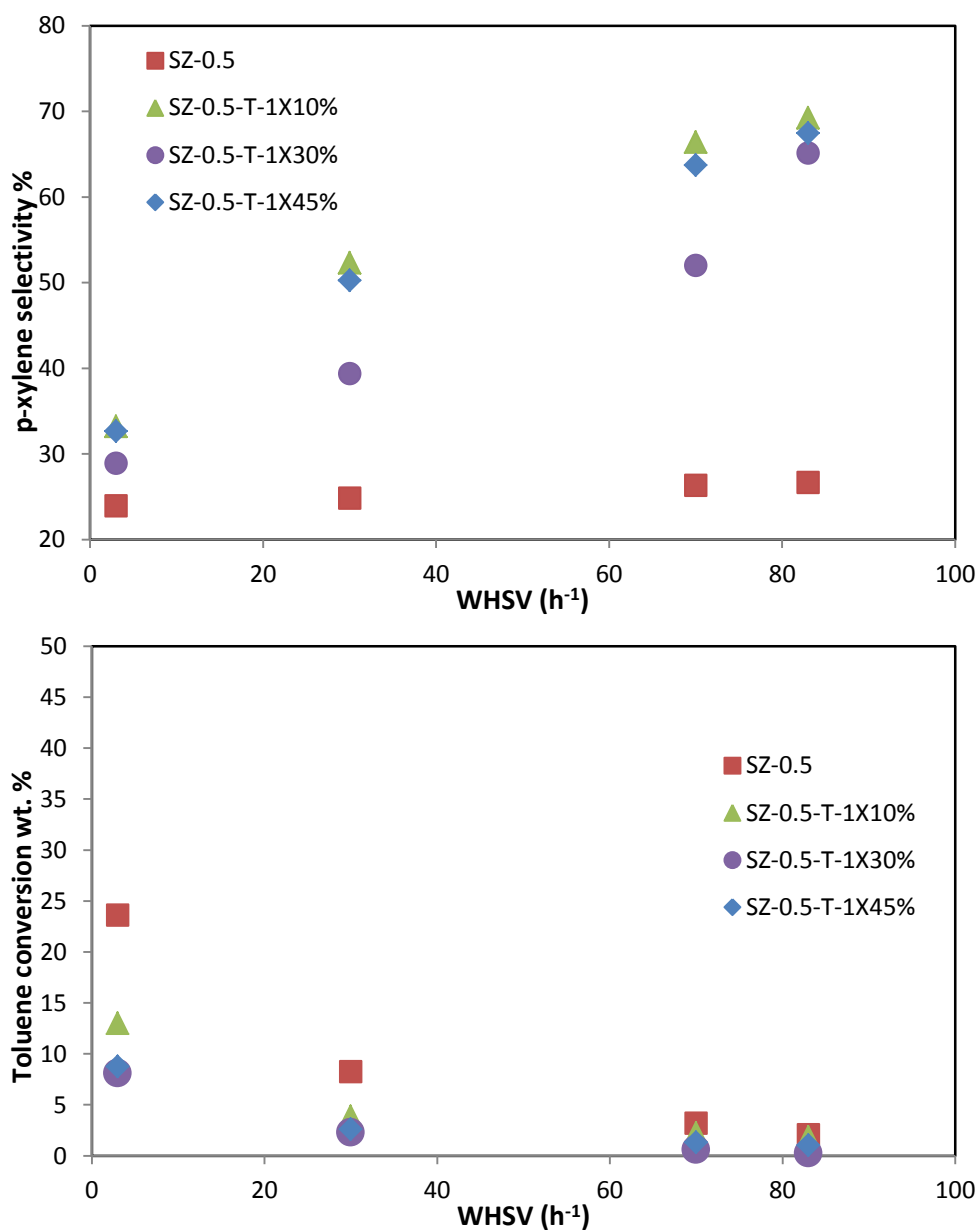 80
70
60
50
40
30
20
p-xylene selectivity %
SZ-0.5
SZ-0.5-T-1X10%
SZ-0.5-T-1X30%
SZ-0.5-T-1X45%
0
20
40
60
80
100
WHSV (h⁻¹)
50
45
40
35
30
25
20
15
10
5
0
Toluene conversion wt. %
SZ-0.5
SZ-0.5-T-1X10%
SZ-0.5-T-1X30%
SZ-0.5-T-1X45%
0
20
40
60
80
100
WHSV (h⁻¹)